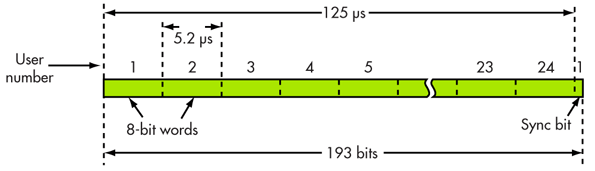 125 µs
5.2 µs
User
number
1 2 3 4 5 23 24 1
8-bit words
Sync bit
193 bits